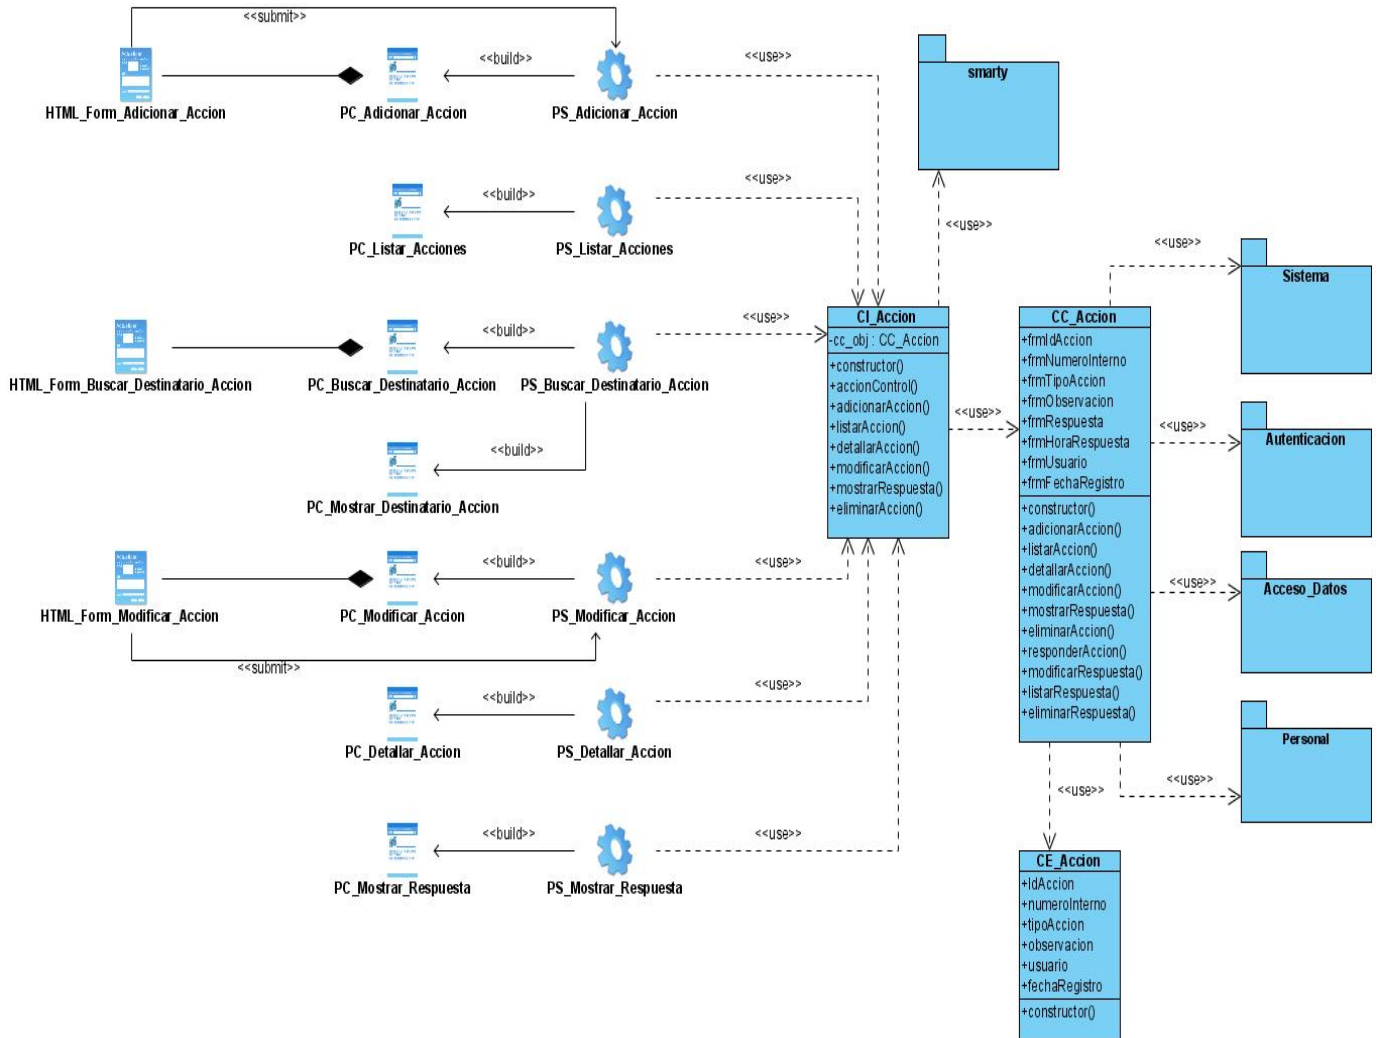 <<submit>>
<<build>>
<<use>>
HTML_Form_Adicionar_Accion
PC_Adicionar_Accion
PS_Adicionar_Accion
smarty
<<build>>
<<use>>
PC_Listar_Acciones
PS_Listar_Acciones
<<use>>
<<use>>
Sistema
<<build>>
<<use>>
HTML_Form_Buscar_Destinatario_Accion
PC_Buscar_Destinatario_Accion
PS_Buscar_Destinatario_Accion
<<build>>
PC_Mostrar_Destinatario_Accion
CI_Accion
-cc_obj : CC_Accion
+constructor()
+accionControl()
+adicionarAccion()
+listarAccion()
+detallarAccion()
+modificarAccion()
+mostrarRespuesta()
+eliminarAccion()
<<use>>
CC_Accion
+frmIdAccion
+frmNumeroInterno
+frmTipoAccion
+frmObservacion
+frmRespuesta
+frmHoraRespuesta
+frmUsuario
+frmFechaRegistro
+constructor()
+adicionarAccion()
+listarAccion()
+detallarAccion()
+modificarAccion()
+mostrarRespuesta()
+eliminarAccion()
+responderAccion()
+modificarRespuesta()
+listarRespuesta()
+eliminarRespuesta()
<<use>>
Autenticacion
<<use>>
Acceso_Datos
<<build>>
<<use>>
HTML_Form_Modificar_Accion
PC_Modificar_Accion
PS_Modificar_Accion
<<submit>>
<<build>>
<<use>>
PC_Detallar_Accion
PS_Detallar_Accion
Personal
<<use>>
<<use>>
<<build>>
<<use>>
PC_Mostrar_Respuesta
PS_Mostrar_Respuesta
CE_Accion
+IdAccion
+numeroInterno
+tipoAccion
+observacion
+usuario
+fechaRegistro
+constructor()